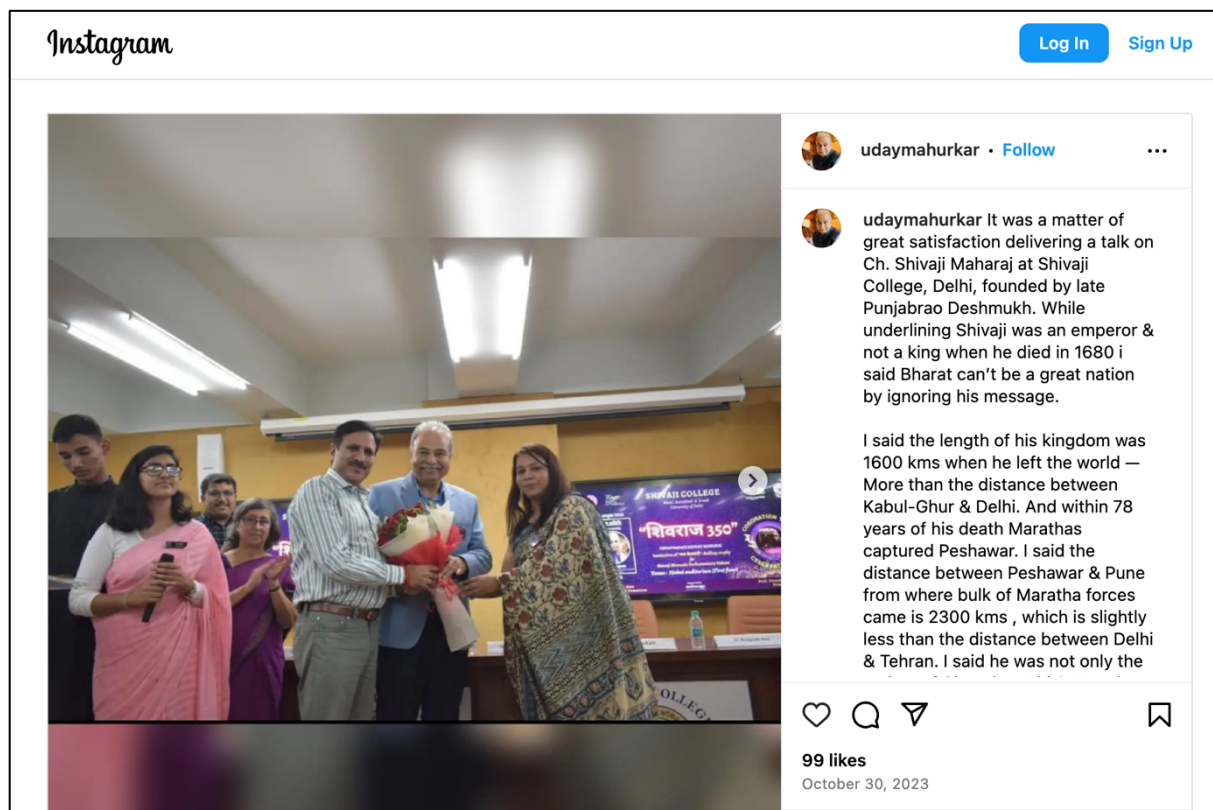 Instagram
Log In
Sign Up
udaymahurkar • Follow
udaymahurkar It was a matter of
great satisfaction delivering a talk on
Ch. Shivaji Maharaj at Shivaji
College, Delhi, founded by late
Punjabrao Deshmukh. While
underlining Shivaji was an emperor &
not a king when he died in 1680 i
said Bharat can’t be a great nation
by ignoring his message.
I said the length of his kingdom was
1600 kms when he left the world —
More than the distance between
Kabul-Ghur & Delhi. And within 78
years of his death Marathas
captured Peshawar. I said the
distance between Peshawar & Pune
from where bulk of Maratha forces
came is 2300 kms , which is slightly
less than the distance between Delhi
& Tehran. I said he was not only the
99 likes
October 30, 2023
SHIVAJI COLLEGE
University of Delhi
“शिवराज 350”
COLLEGE